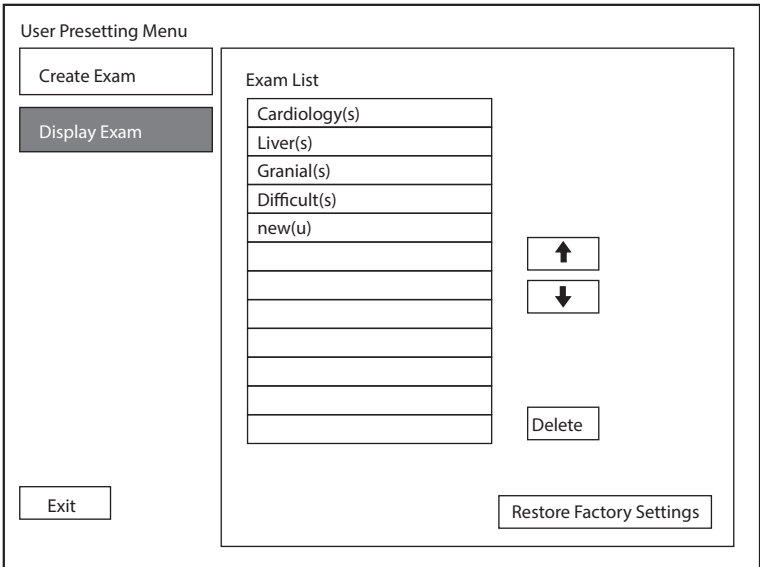 User Presetting Menu
Create Exam
Display Exam
Exam List
Cardiology(s)
Liver(s)
Granial(s)
Difficult(s)
new(u)
Delete
Exit
Restore Factory Settings